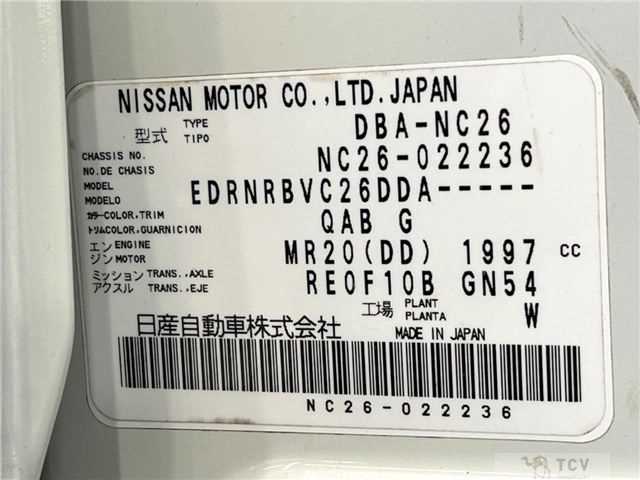 NISSAN MOTOR CO.,LTD.JAPAN
型式 TYPE TIPO DBA-NC26
CHASSIS NO. NO.DE CHASIS NC26-022236
MODEL MODELO EDRNRBVC26DDA-----
カラー COLOR,TRIM トリム COLOR,GUARNICION QAB G
エンジン ENGINE MOTOR MR20(DD) 1997 CC
ミッション アクスル TRANS.,AXLE TRANS.,EJE RE0F10B GN54
工場 PLANT PLANTA W
日産自動車株式会社 MADE IN JAPAN
NC26-022236
TCV